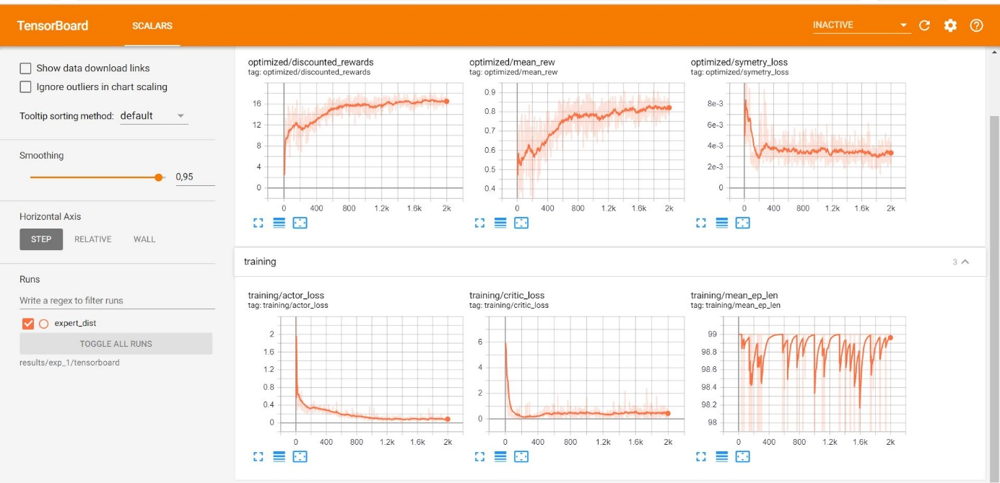 TensorBoard
SCALARS
INACTIVE
Show data download links
Ignore outliers in chart scaling
Tooltip sorting method: default
Smoothing
0,95
Horizontal Axis
STEP RELATIVE WALL
Runs
Write a regex to filter runs
expert_dist
TOGGLE ALL RUNS
results/exp_1/tensorboard
optimized/discounted_rewards
tag: optimized/discounted_rewards
16
12
8
4
0
0 400 800 1.2k 1.6k 2k
optimized/mean_rew
tag: optimized/mean_rew
0.9
0.8
0.7
0.6
0.5
0.4
0 400 800 1.2k 1.6k 2k
optimized/symetry_loss
tag: optimized/symetry_loss
8e-3
6e-3
4e-3
2e-3
0
0 400 800 1.2k 1.6k 2k
training
3
training/actor_loss
tag: training/actor_loss
2
1.6
1.2
0.8
0.4
0
0 400 800 1.2k 1.6k 2k
training/critic_loss
tag: training/critic_loss
6
4
2
0
0 400 800 1.2k 1.6k 2k
training/mean_ep_len
tag: training/mean_ep_len
99
98.8
98.6
98.4
98.2
98
0 400 800 1.2k 1.6k 2k